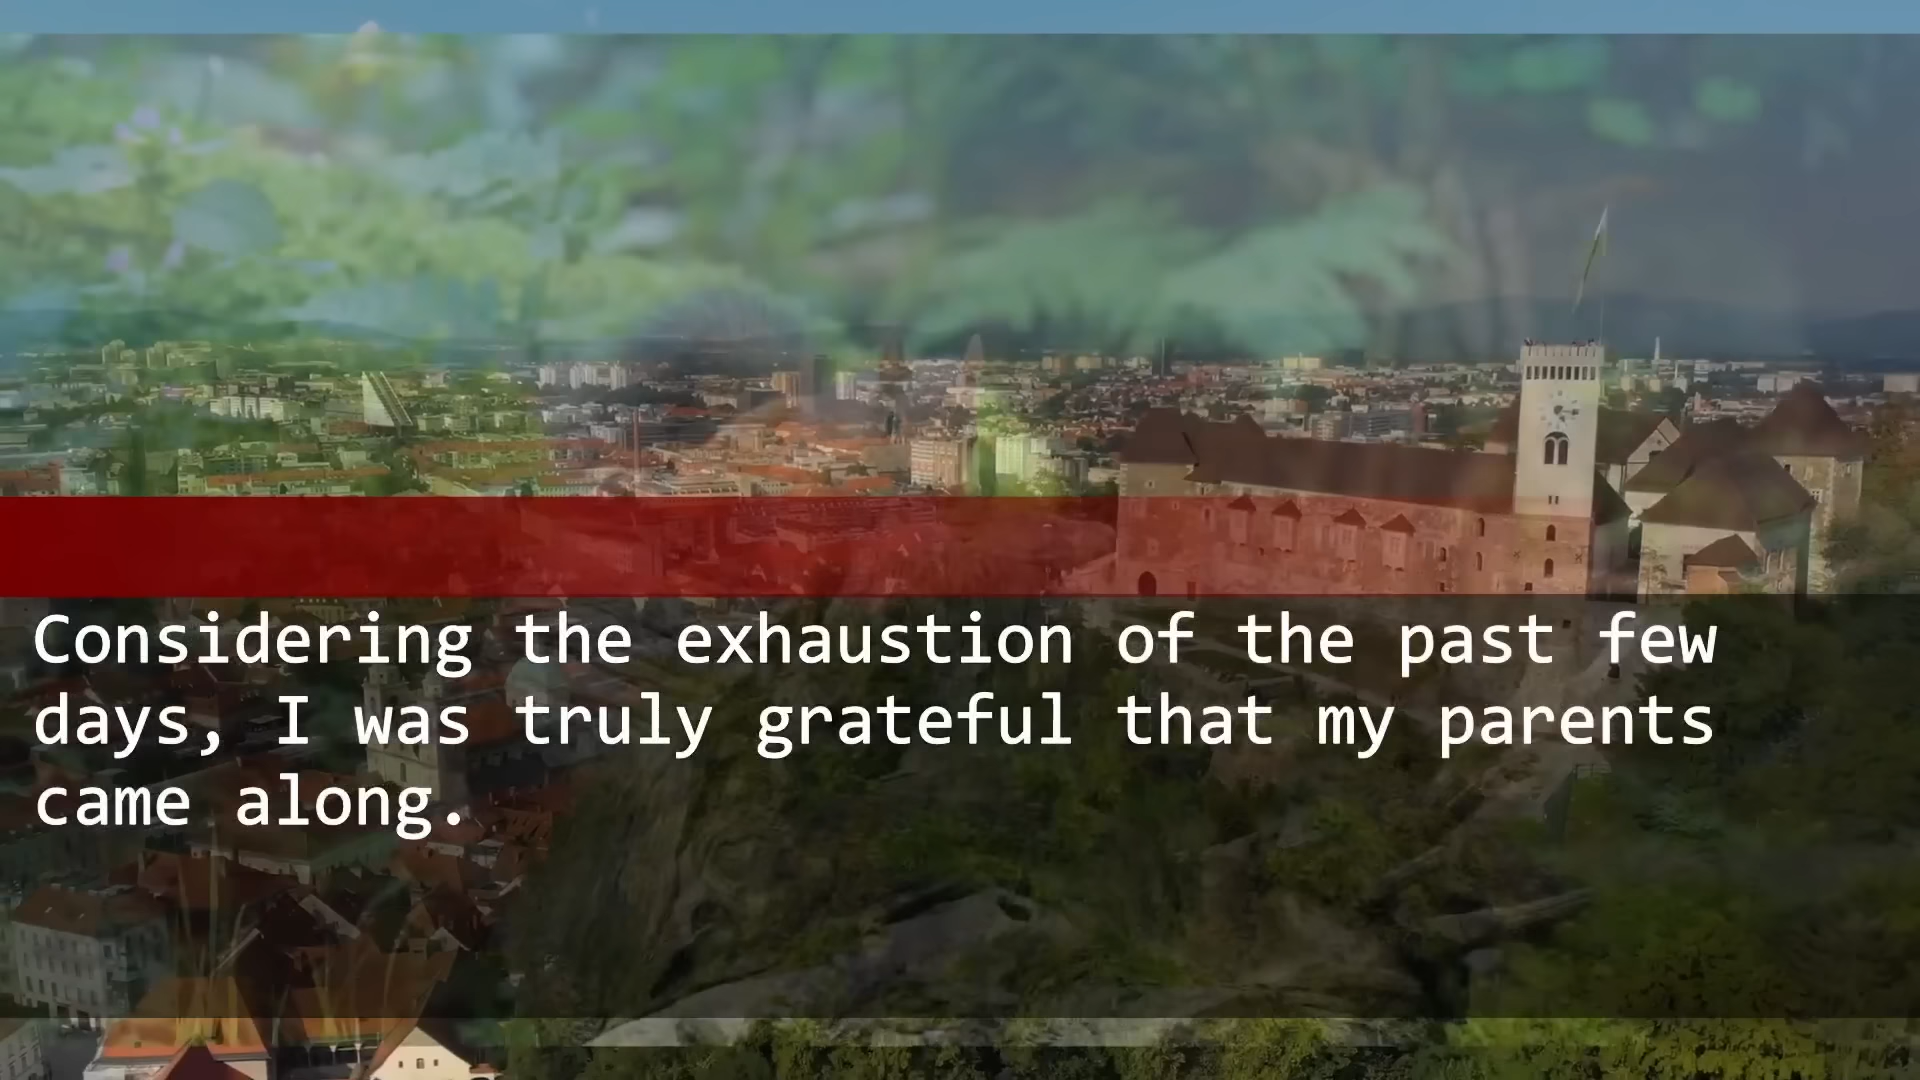 Considering the exhaustion of the past few
days, I was truly grateful that my parents
came along.